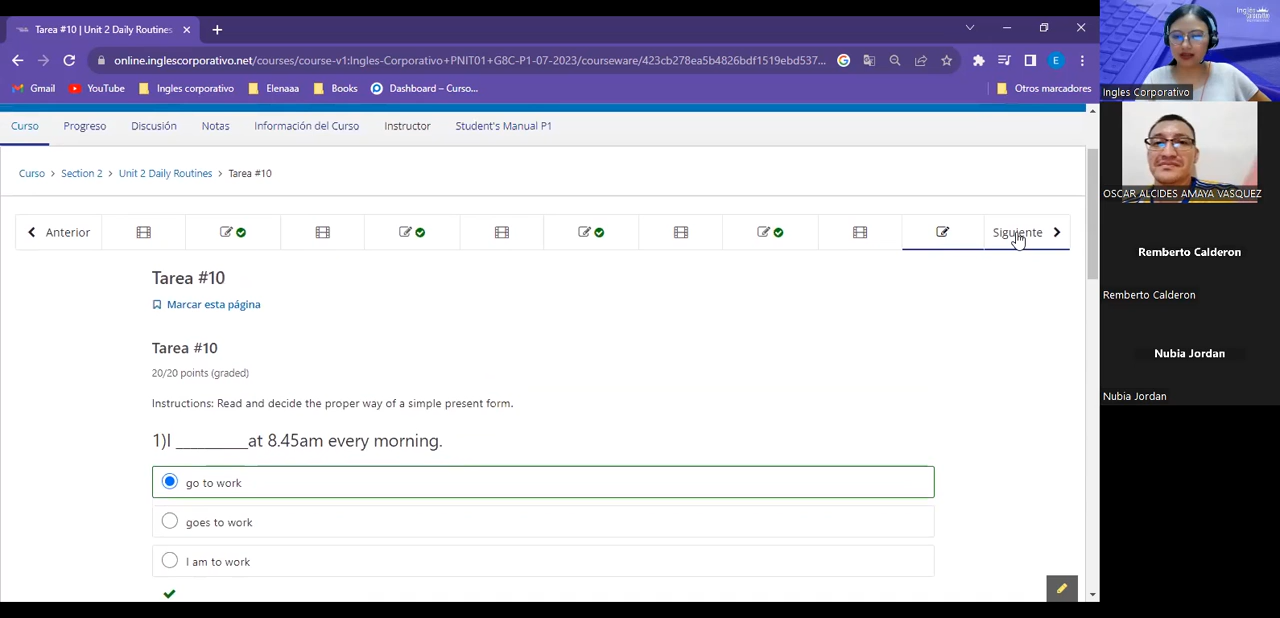 Tarea #10 | Unit 2 Daily Routines
online.inglescorporativo.net/courses/course-v1:Ingles-Corporativo+PNIT01+G8C-P1-07-2023/courseware/423cb278ea5b4826bdf1519ebd537...
Gmail YouTube Ingles corporativo Elenaaa Books Dashboard – Curso... Otros marcadores
Curso Progreso Discusión Notas Información del Curso Instructor Student's Manual P1
Curso Section 2 Unit 2 Daily Routines Tarea #10
Anterior Siguiente
Tarea #10
Marcar esta página
Tarea #10
20/20 points (graded)
Instructions: Read and decide the proper way of a simple present form.
1)I _________at 8.45am every morning.
go to work
goes to work
I am to work
Ingles Corporativo
OSCAR ALCIDES AMAYA VASQUEZ
Remberto Calderon
Remberto Calderon
Nubia Jordan
Nubia Jordan